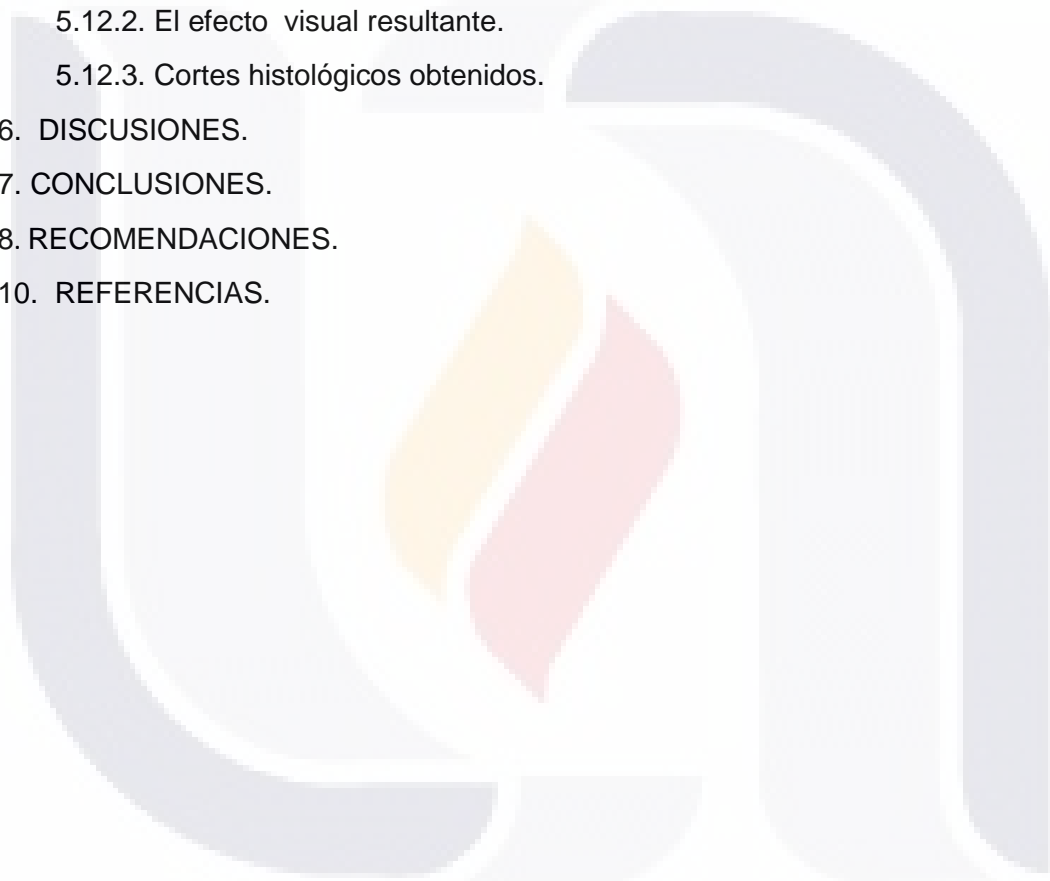 5.12.2. El efecto  visual resultante.
5.12.3. Cortes histológicos obtenidos.
6.  DISCUSIONES.
7. CONCLUSIONES.
8. RECOMENDACIONES.
10.  REFERENCIAS.